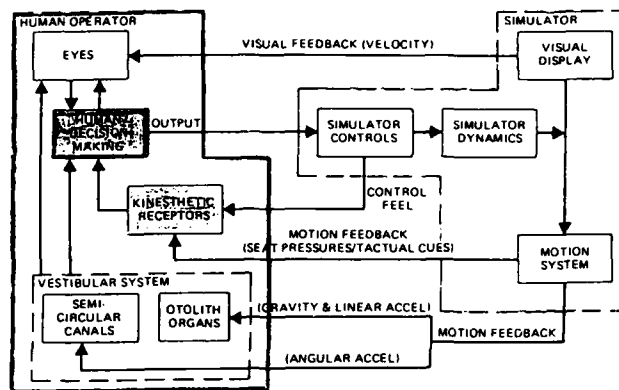 HUMAN OPERATOR
SIMULATOR
EYES
VISUAL FEEDBACK (VELOCITY)
VISUAL
DISPLAY
HUMAN
DECISION
MAKING
OUTPUT
SIMULATOR
CONTROLS
SIMULATOR
DYNAMICS
CONTROL
FEEL
KINESTHETIC
RECEPTORS
MOTION FEEDBACK
(SEAT PRESSURES/TACTUAL CUES)
MOTION
SYSTEM
VESTIBULAR SYSTEM
SEMI-
CIRCULAR
CANALS
OTOLITH
ORGANS
(GRAVITY & LINEAR ACCEL)
MOTION FEEDBACK
(ANGULAR ACCEL)